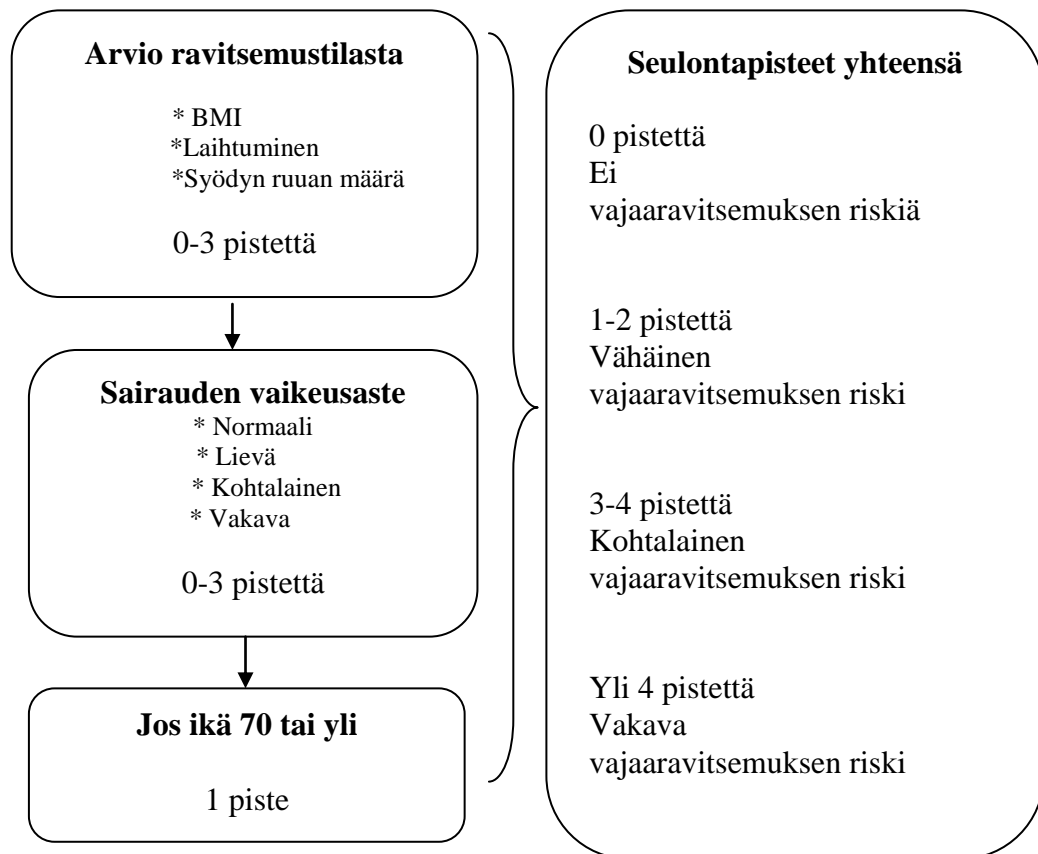 Arvio ravitsemustilasta
* BMI
*Laihtuminen
*Syödyn ruuan määrä
0-3 pistettä
Sairauden vaikeusaste
* Normaali
* Lievä
* Kohtalainen
* Vakava
0-3 pistettä
Jos ikä 70 tai yli
1 piste
Seulontapisteet yhteensä
0 pistettä
Ei
vajaaravitsemuksen riskiä
1-2 pistettä
Vähäinen
vajaaravitsemuksen riski
3-4 pistettä
Kohtalainen
vajaaravitsemuksen riski
Yli 4 pistettä
Vakava
vajaaravitsemuksen riski